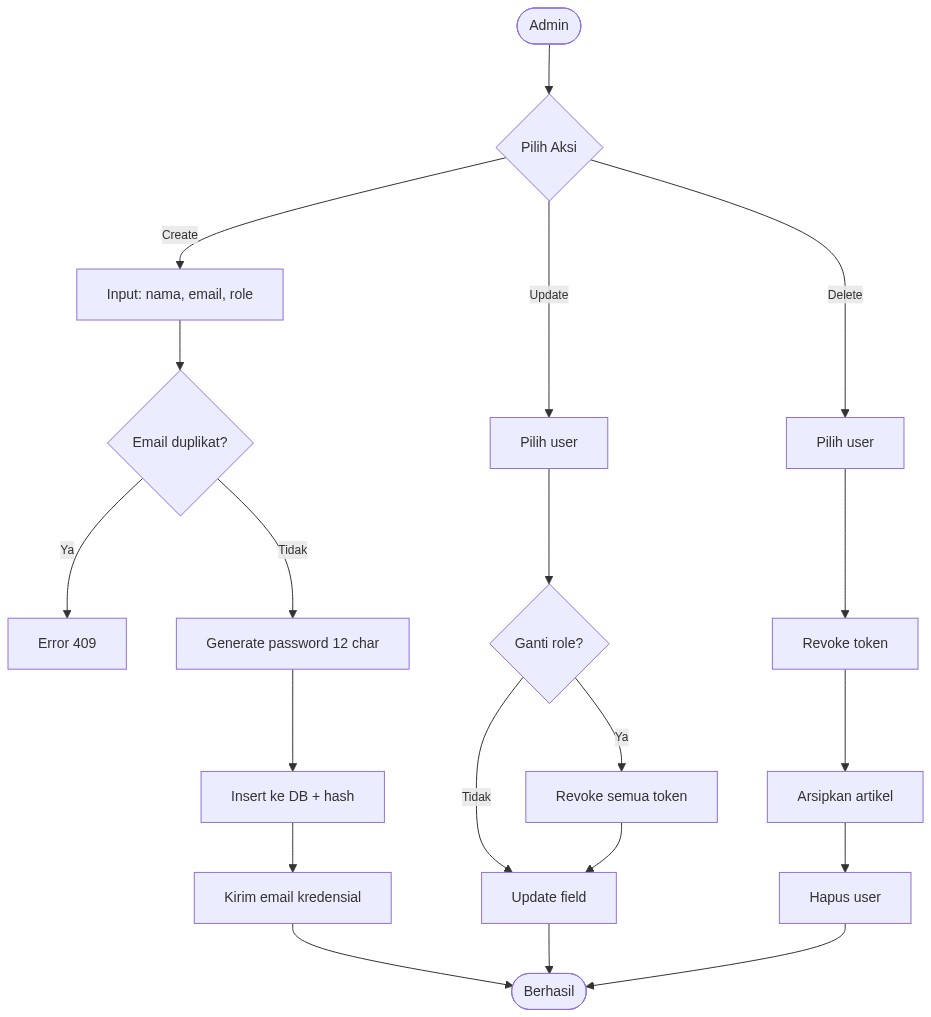 Admin
Pilih Aksi
Create
Update
Delete
Input: nama, email, role
Email duplikat?
Pilih user
Pilih user
Ya
Tidak
Error 409
Generate password 12 char
Ganti role?
Revoke token
Ya
Tidak
Insert ke DB + hash
Revoke semua token
Arsipkan artikel
Kirim email kredensial
Update field
Hapus user
Berhasil